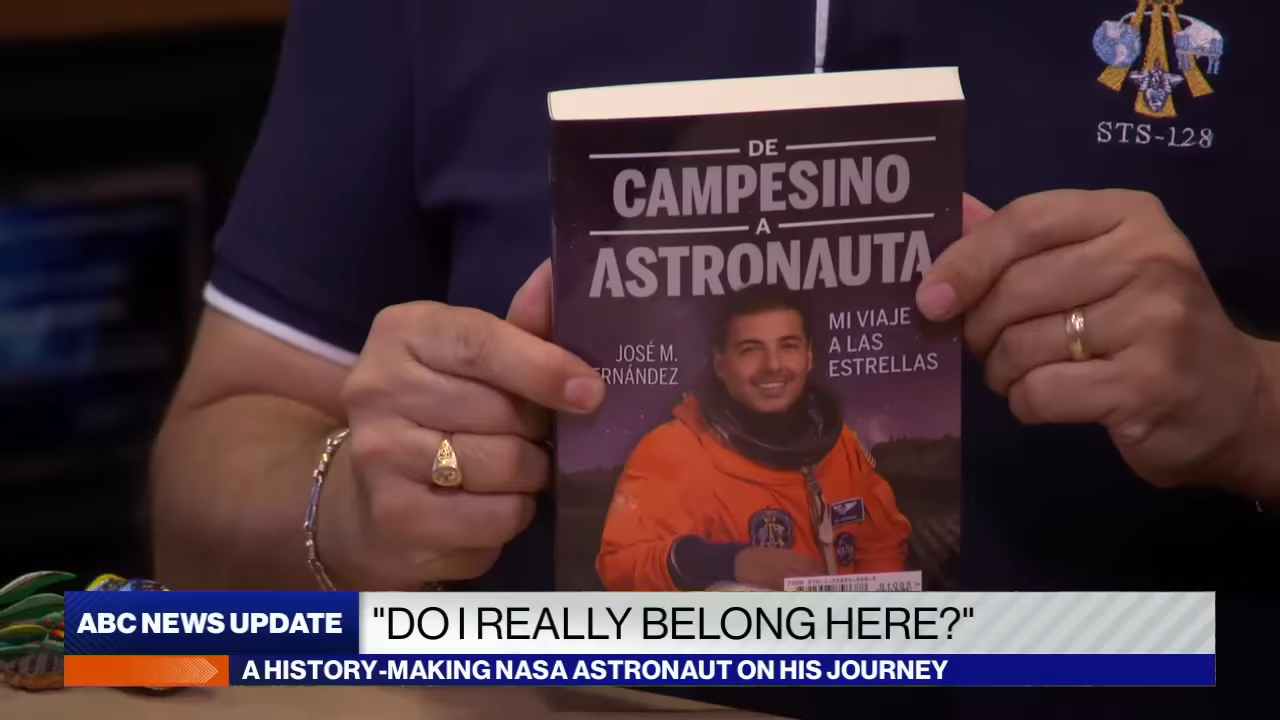 STS-128
DE
CAMPESINO
A
ASTRONAUTA
MI VIAJE
A LAS
ESTRELLAS
JOSÉ M.
RNÁNDEZ
ABC NEWS UPDATE
"DO I REALLY BELONG HERE?"
A HISTORY-MAKING NASA ASTRONAUT ON HIS JOURNEY